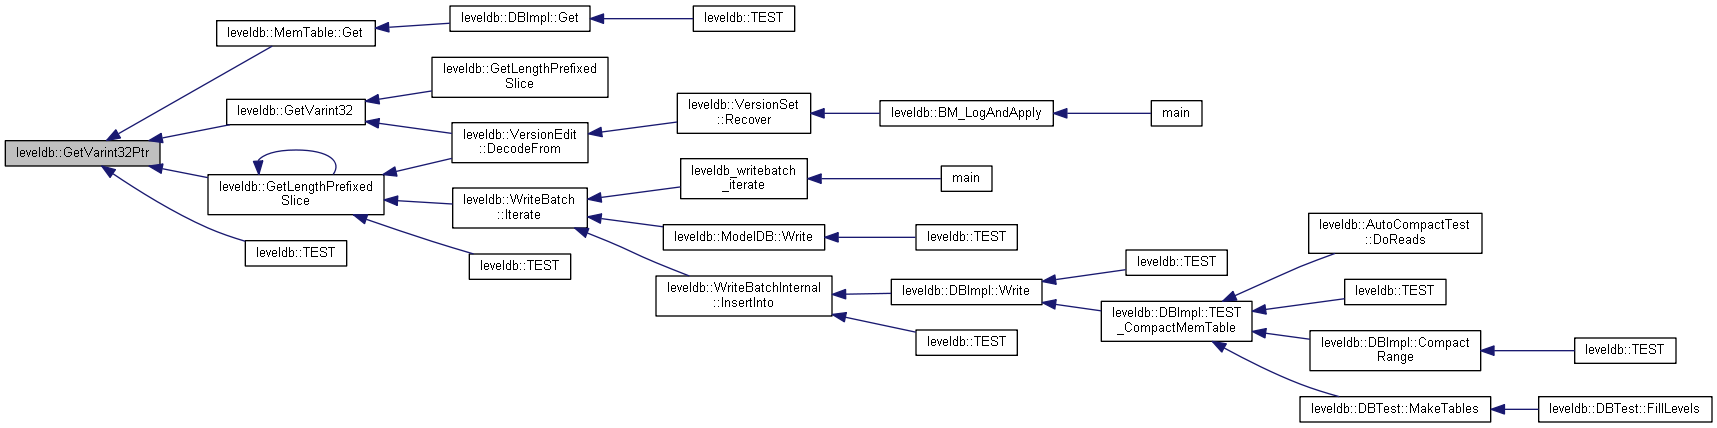 leveldb::GetVarint32Ptr
leveldb::MemTable::Get
leveldb::DBImpl::Get
leveldb::TEST
leveldb::GetVarint32
leveldb::GetLengthPrefixed
Slice
leveldb::VersionEdit
::DecodeFrom
leveldb::VersionSet
::Recover
leveldb::BM_LogAndApply
main
leveldb::GetLengthPrefixed
Slice
leveldb::WriteBatch
::Iterate
leveldb_writebatch
_iterate
main
leveldb::ModelDB::Write
leveldb::TEST
leveldb::WriteBatchInternal
::InsertInto
leveldb::DBImpl::Write
leveldb::TEST
leveldb::DBImpl::TEST
_CompactMemTable
leveldb::AutoCompactTest
::DoReads
leveldb::TEST
leveldb::DBImpl::Compact
Range
leveldb::TEST
leveldb::DBTest::MakeTables
leveldb::DBTest::FillLevels
leveldb::TEST
leveldb::TEST
leveldb::TEST